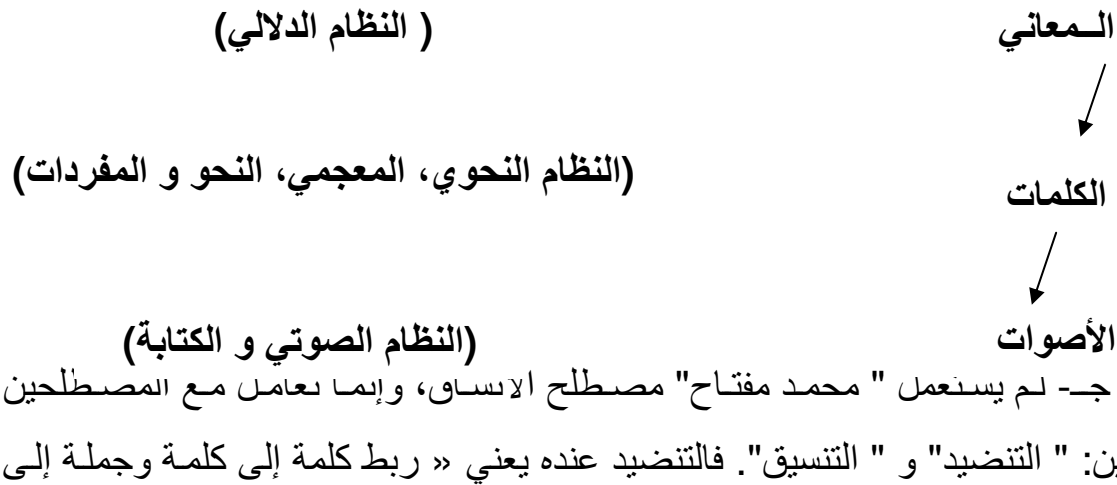 الـمعاني ( النظام الدلالي)
الكلمات (النظام النحوي، المعجمي، النحو و المفردات)
الأصوات (النظام الصوتي و الكتابة)
جـ- لم يستعمل " محمد مفتاح" مصطلح الاتساق، وإنما تعامل مع المصطلحين
ين: " التنضيد" و " التنسيق". فالتنضيد عنده يعني « ربط كلمة إلى كلمة وجملة إلى